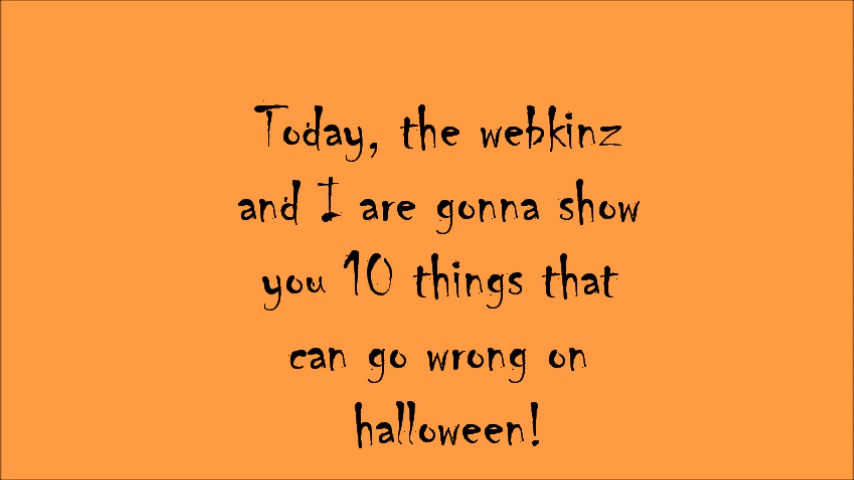 Today, the webkinz
and I are gonna show
you 10 things that
can go wrong on
halloween!